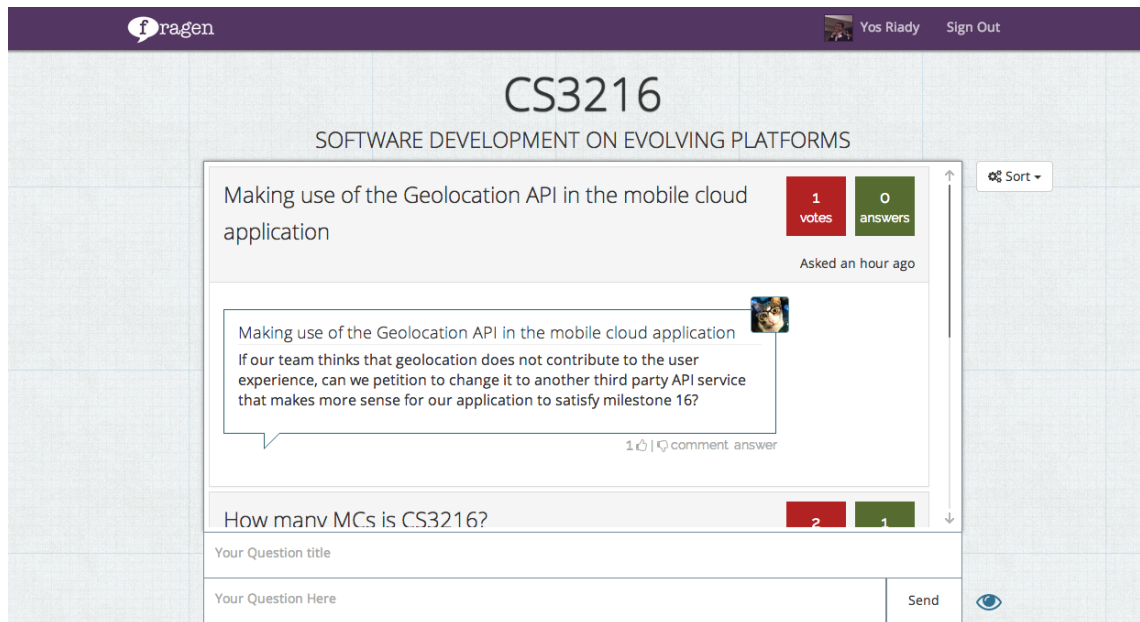 fragen
Yos Riady
Sign Out
CS3216
SOFTWARE DEVELOPMENT ON EVOLVING PLATFORMS
Sort
Making use of the Geolocation API in the mobile cloud
application
1
votes
0
answers
Asked an hour ago
Making use of the Geolocation API in the mobile cloud application
If our team thinks that geolocation does not contribute to the user
experience, can we petition to change it to another third party API service
that makes more sense for our application to satisfy milestone 16?
1 | comment answer
How many MCs is CS3216?
2
1
Your Question title
Your Question Here
Send